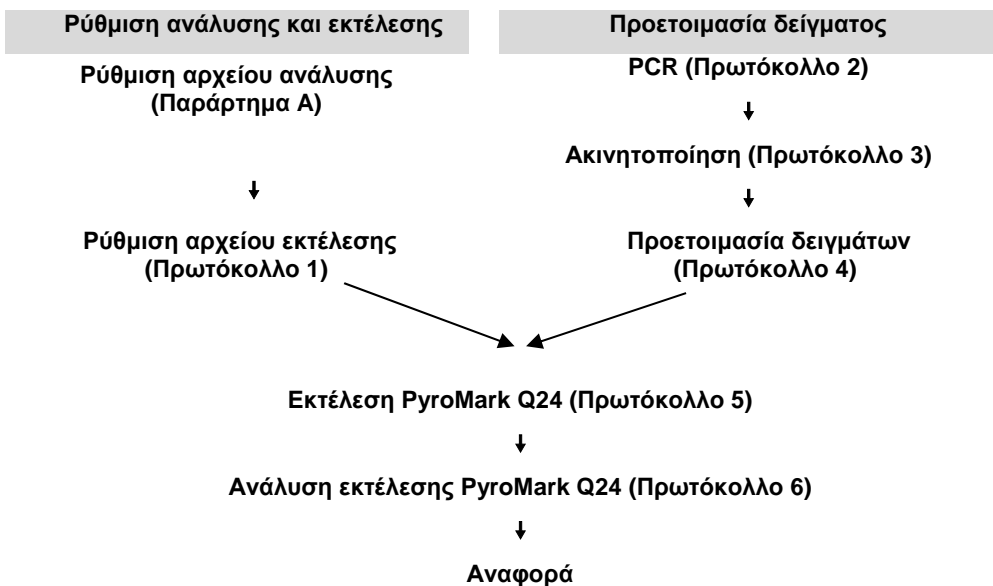 Ρύθμιση ανάλυσης και εκτέλεσης
Ρύθμιση αρχείου ανάλυσης
(Παράρτημα Α)
Ρύθμιση αρχείου εκτέλεσης
(Πρωτόκολλο 1)
Προετοιμασία δείγματος
PCR (Πρωτόκολλο 2)
Ακινητοποίηση (Πρωτόκολλο 3)
Προετοιμασία δειγμάτων
(Πρωτόκολλο 4)
Εκτέλεση PyroMark Q24 (Πρωτόκολλο 5)
Ανάλυση εκτέλεσης PyroMark Q24 (Πρωτόκολλο 6)
Αναφορά